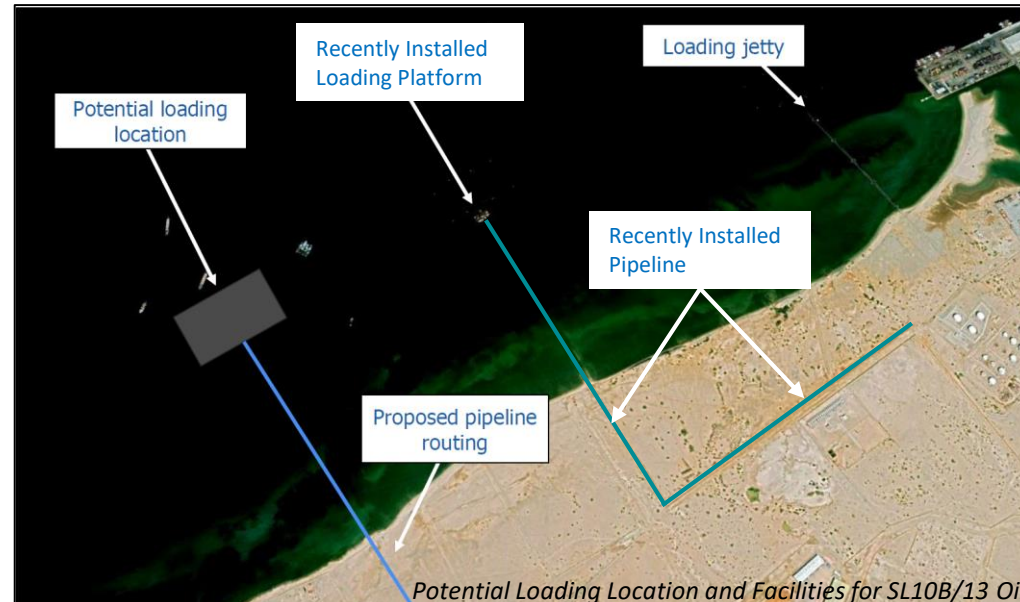 Recently Installed
Loading Platform
Loading jetty
Potential loading
location
Recently Installed
Pipeline
Proposed pipeline
routing
Potential Loading Location and Facilities for SL10B/13